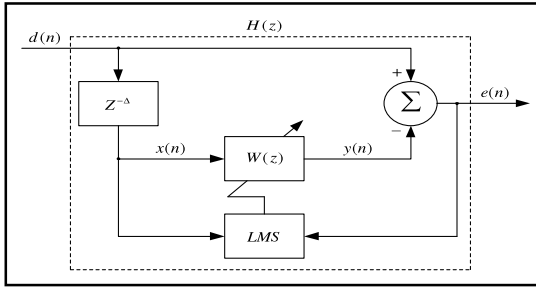 H(z)
d(n)
+
e(n)
Z^{-Δ}
Σ
−
x(n)
W(z)
y(n)
LMS